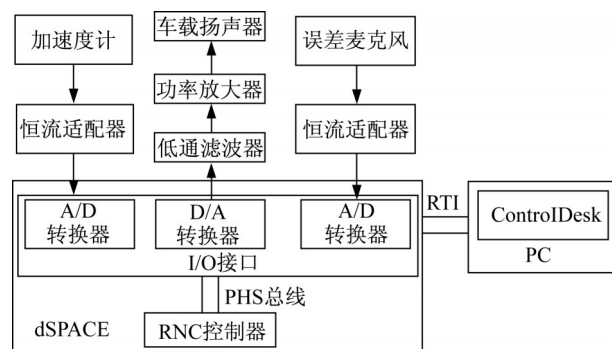 加速度计
车载扬声器
误差麦克风
功率放大器
恒流适配器
恒流适配器
低通滤波器
A/D
转换器
D/A
转换器
A/D
转换器
I/O接口
RTI
ControlDesk
PC
PHS总线
dSPACE
RNC控制器